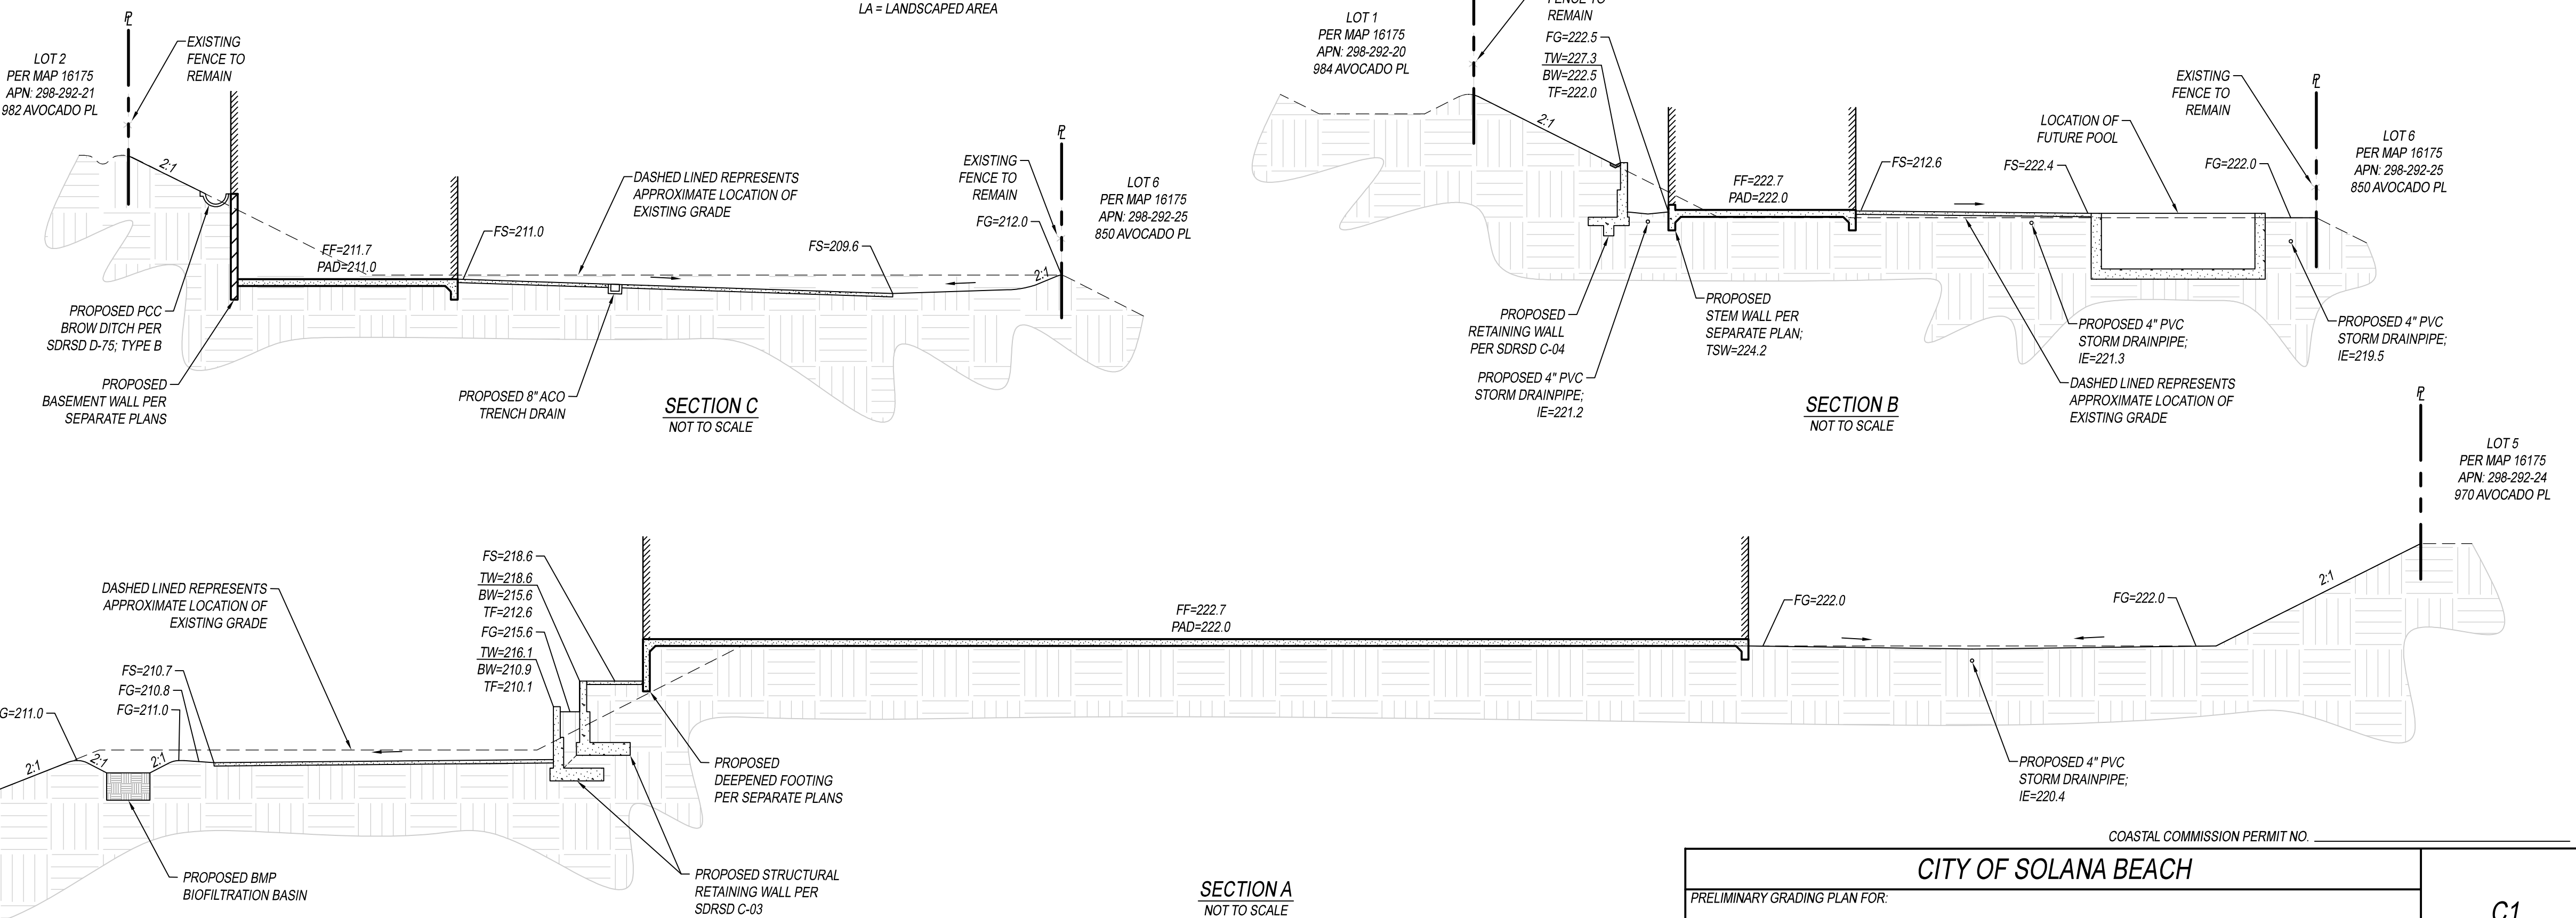 LA = LANDSCAPED AREA
℄
LOT 2
PER MAP 16175
APN: 298-292-21
982 AVOCADO PL
EXISTING
FENCE TO
REMAIN
2:1
DASHED LINED REPRESENTS
APPROXIMATE LOCATION OF
EXISTING GRADE
EXISTING
FENCE TO
REMAIN
FG=212.0
LOT 6
PER MAP 16175
APN: 298-292-25
850 AVOCADO PL
FF=211.7
PAD=211.0
FS=211.0
FS=209.6
2:1
PROPOSED PCC
BROW DITCH PER
SDRSD D-75; TYPE B
PROPOSED
BASEMENT WALL PER
SEPARATE PLANS
PROPOSED 8" ACO
TRENCH DRAIN
SECTION C
NOT TO SCALE
LOT 1
PER MAP 16175
APN: 298-292-20
984 AVOCADO PL
REMAIN
FG=222.5
TW=227.3
BW=222.5
TF=222.0
2:1
FF=222.7
PAD=222.0
FS=212.6
LOCATION OF
FUTURE POOL
FS=222.4
EXISTING
FENCE TO
REMAIN
FG=222.0
LOT 6
PER MAP 16175
APN: 298-292-25
850 AVOCADO PL
PROPOSED
RETAINING WALL
PER SDRSD C-04
PROPOSED 4" PVC
STORM DRAINPIPE;
IE=221.2
PROPOSED
STEM WALL PER
SEPARATE PLAN;
TSW=224.2
PROPOSED 4" PVC
STORM DRAINPIPE;
IE=221.3
DASHED LINED REPRESENTS
APPROXIMATE LOCATION OF
EXISTING GRADE
PROPOSED 4" PVC
STORM DRAINPIPE;
IE=219.5
SECTION B
NOT TO SCALE
LOT 5
PER MAP 16175
APN: 298-292-24
970 AVOCADO PL
DASHED LINED REPRESENTS
APPROXIMATE LOCATION OF
EXISTING GRADE
FS=210.7
FG=210.8
FG=211.0
G=211.0
2:1
2:1
2:1
FS=218.6
TW=218.6
BW=215.6
TF=212.6
FG=215.6
TW=216.1
BW=210.9
TF=210.1
FF=222.7
PAD=222.0
FG=222.0
FG=222.0
2:1
PROPOSED
DEEPENED FOOTING
PER SEPARATE PLANS
PROPOSED STRUCTURAL
RETAINING WALL PER
SDRSD C-03
PROPOSED BMP
BIOFILTRATION BASIN
PROPOSED 4" PVC
STORM DRAINPIPE;
IE=220.4
SECTION A
NOT TO SCALE
COASTAL COMMISSION PERMIT NO.
CITY OF SOLANA BEACH
PRELIMINARY GRADING PLAN FOR:
C1